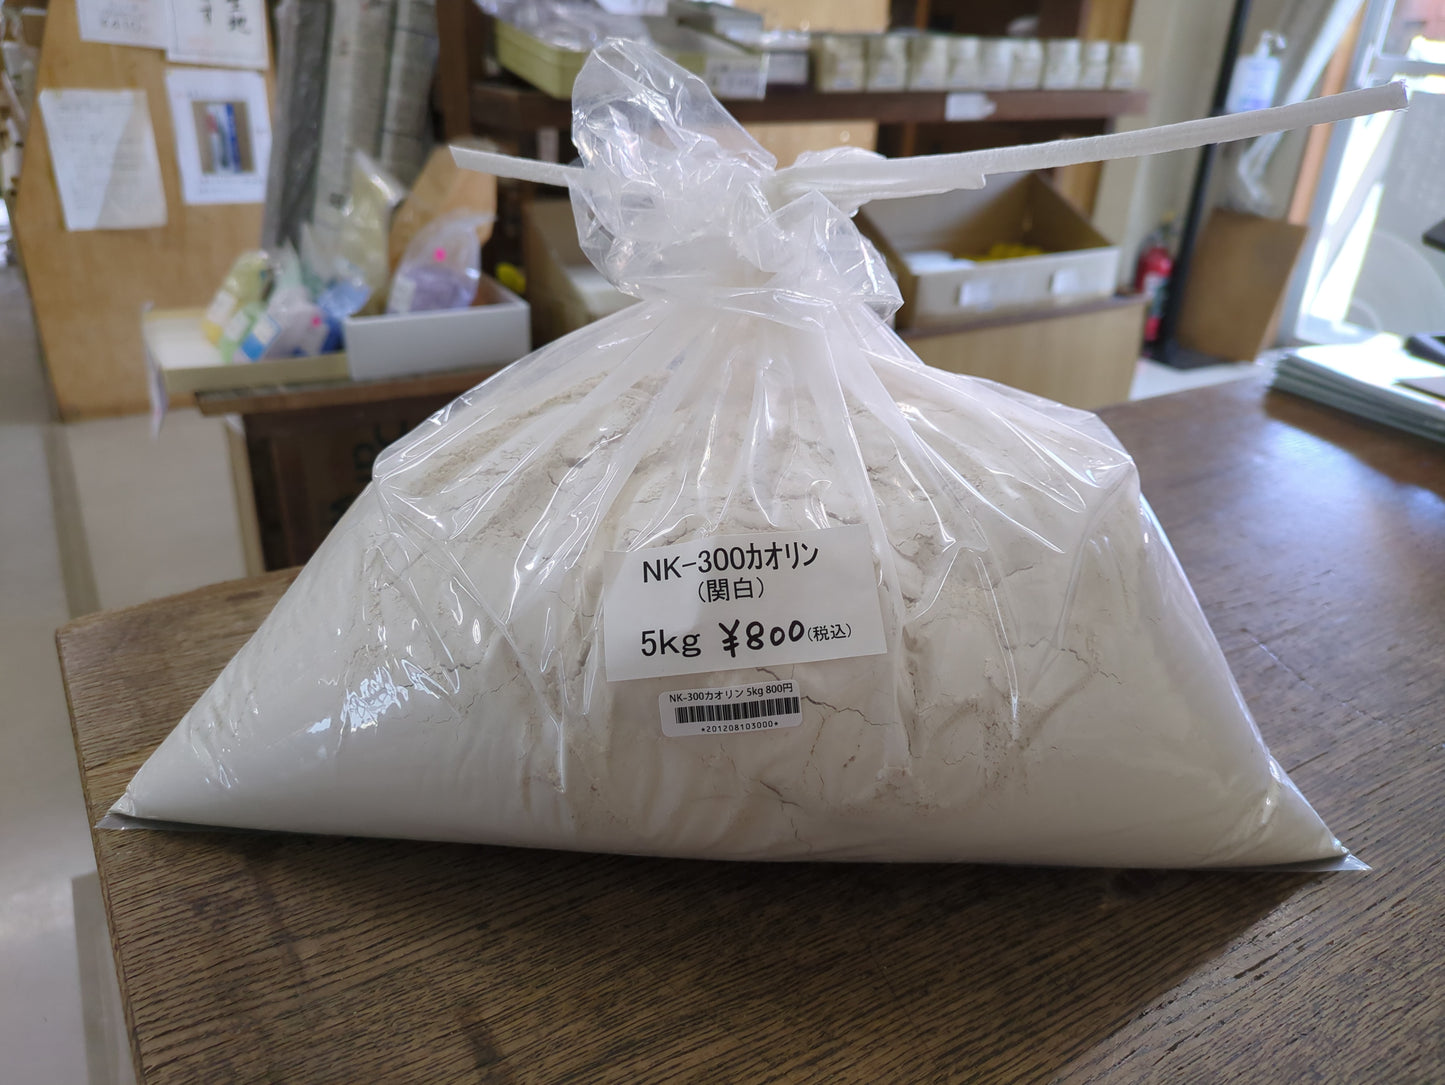 NK-300カオリン
(関白)
5kg ¥800(税込)
NK-300カオリン 5kg 800円
*201208103000*